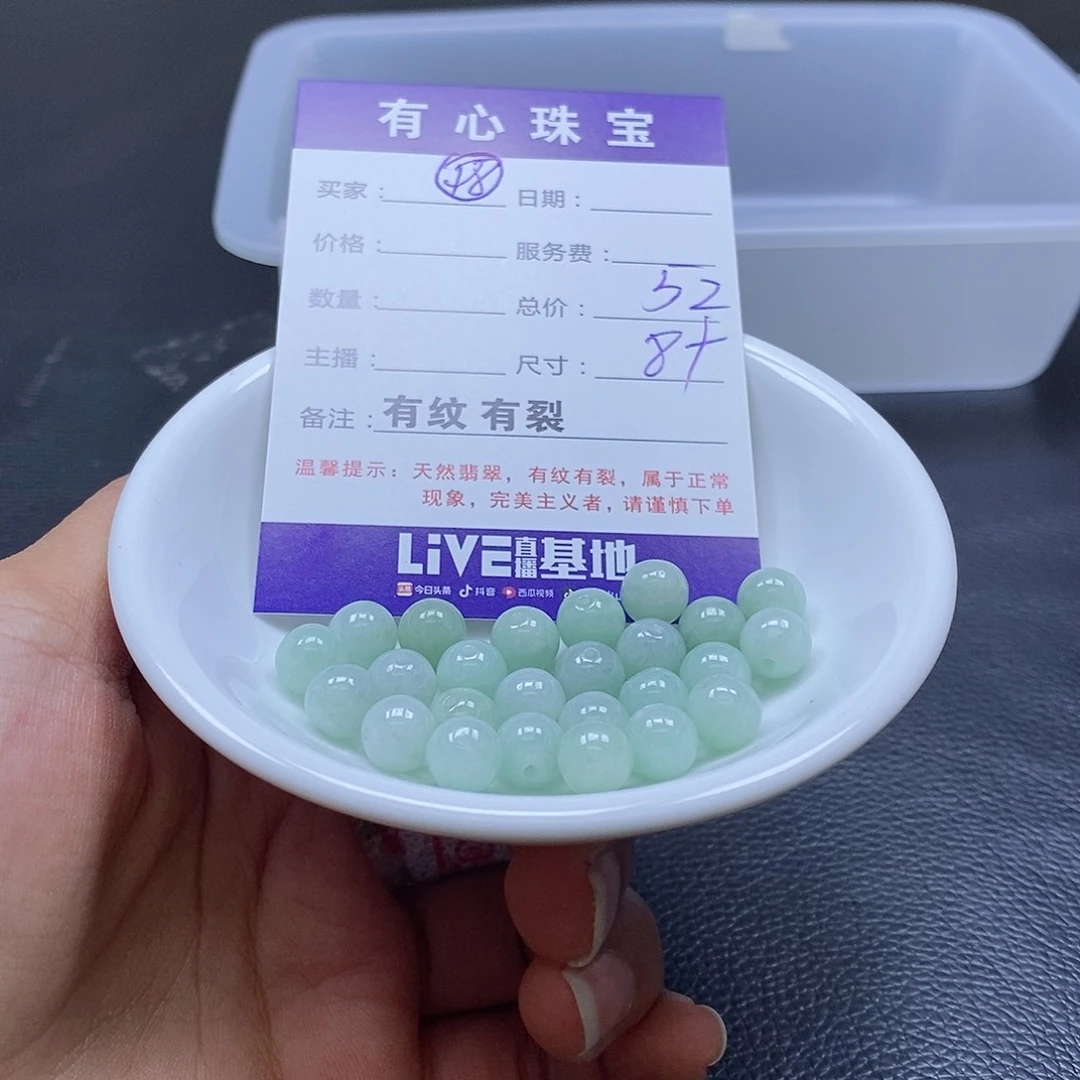 有心珠宝
买家： 58 日期：
价格： 服务费：
数量： 总价： 52
主播： 尺寸： 8+
备注：有纹 有裂
温馨提示：天然翡翠，有纹有裂，属于正常
现象，完美主义者，请谨慎下单
LiVE直播基地
头条 今日头条 抖音 西瓜视频